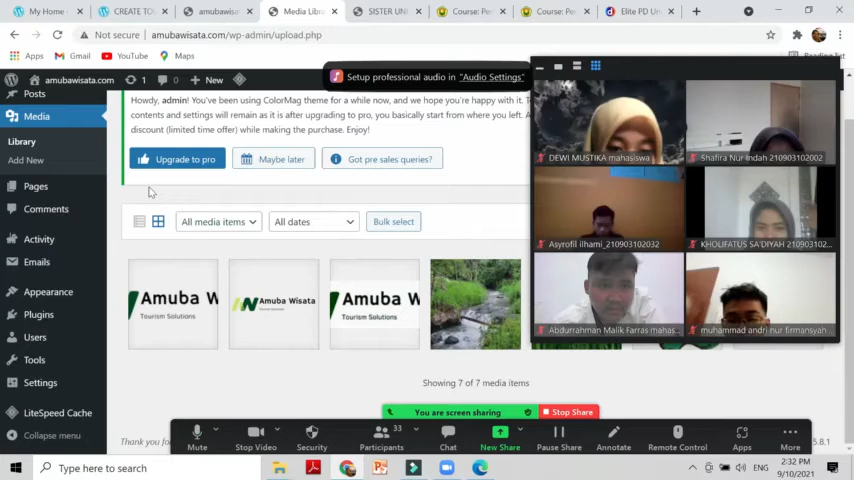 My Home
CREATE TO
amubawisata
Media Libra
SISTER UNI
Course: Pe
Course: Pen
Elite PD Un
Not secure
amubawisata.com/wp-admin/upload.php
Apps
Gmail
YouTube
Maps
Reading list
amubawisata.com
1
0
New
Setup professional audio in "Audio Settings"
Posts
Media
Library
Add New
Pages
Comments
Activity
Emails
Appearance
Plugins
Users
Tools
Settings
LiteSpeed Cache
Collapse menu
Howdy, admin! You've been using ColorMag theme for a while now, and we hope you're happy with it.
contents and settings will remain as it is after upgrading to pro, you basically start from where you left.
discount (limited time offer) while making the purchase. Enjoy!
Upgrade to pro
Maybe later
Got pre sales queries?
All media items
All dates
Bulk select
Amuba W
Tourism Solutions
Amuba Wisata
Amuba W
Tourism Solutions
Showing 7 of 7 media items
DEWI MUSTIKA mahasiswa
Shafira Nur Indah 210903102002
Asyrofil ilhami_210903102032
KHOLIFATUS SA'DIYAH 210903102...
Abdurrahman Malik Farras mahas...
muhammad andri nur firmansyah
You are screen sharing
Stop Share
Thank you fo
5.8.1
Mute
Stop Video
Security
33
Participants
Chat
New Share
Pause Share
Annotate
Remote Control
Apps
More
Type here to search
ENG
2:32 PM
9/10/2021